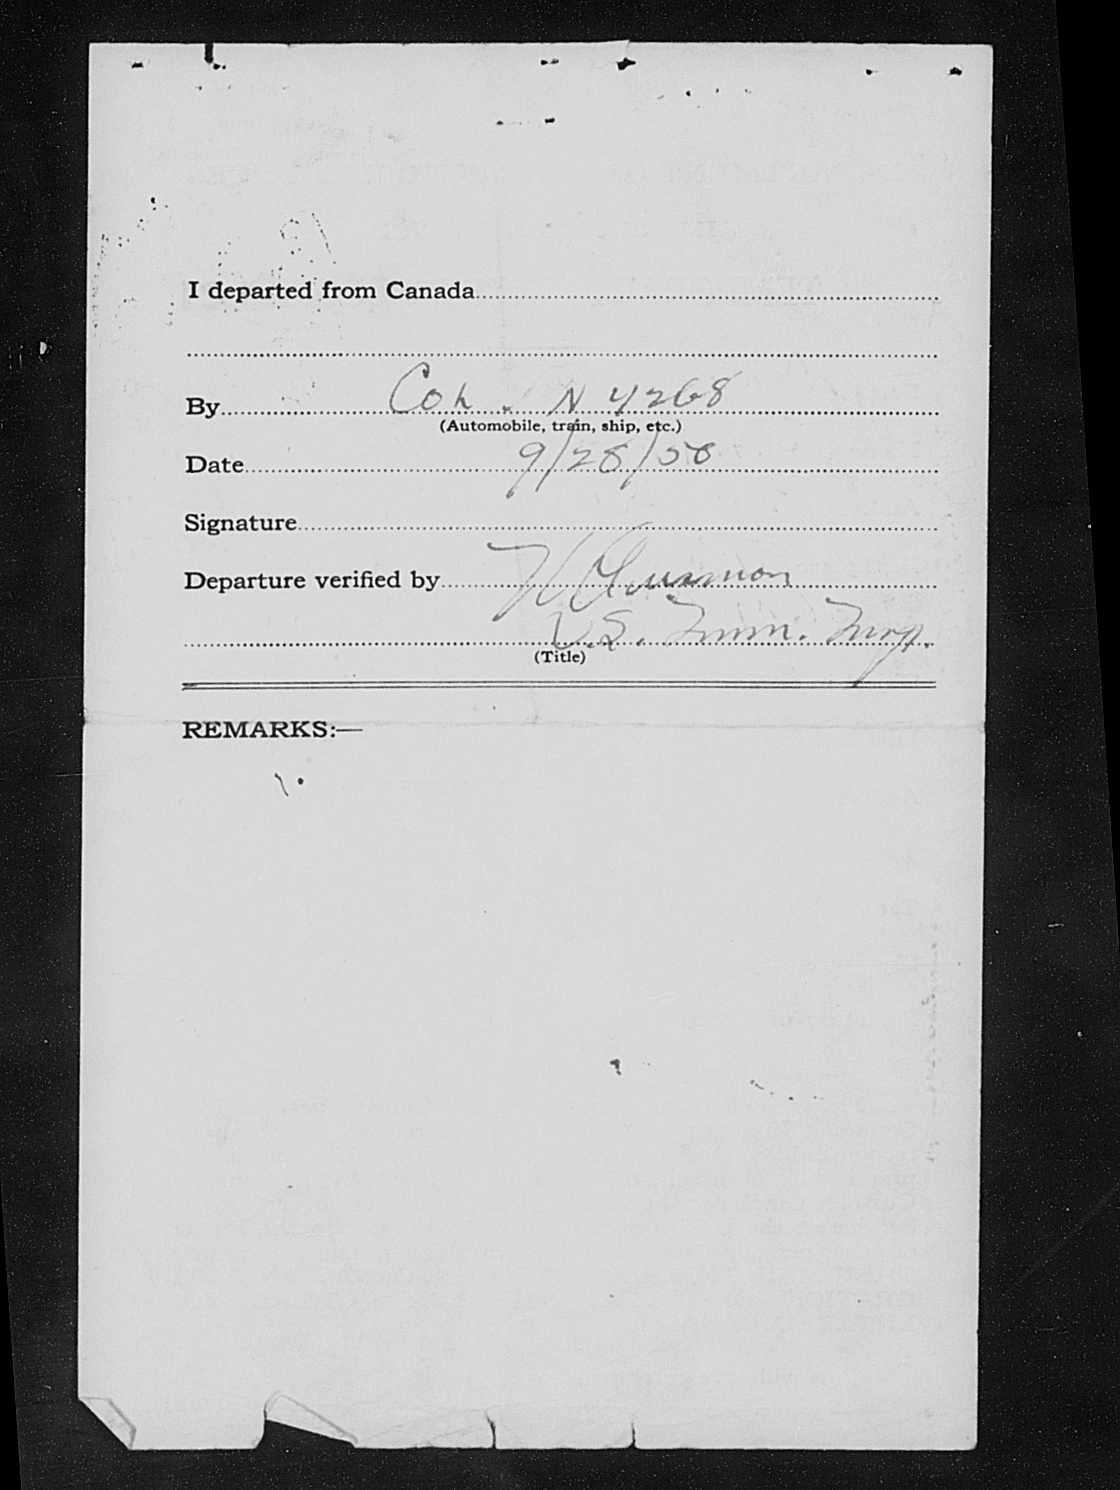 I departed from Canada
By Coh. N 4268
(Automobile, train, ship, etc.)
Date 9/28/50
Signature
Departure verified by
U.S. Imm. Insp.
(Title)
REMARKS:—